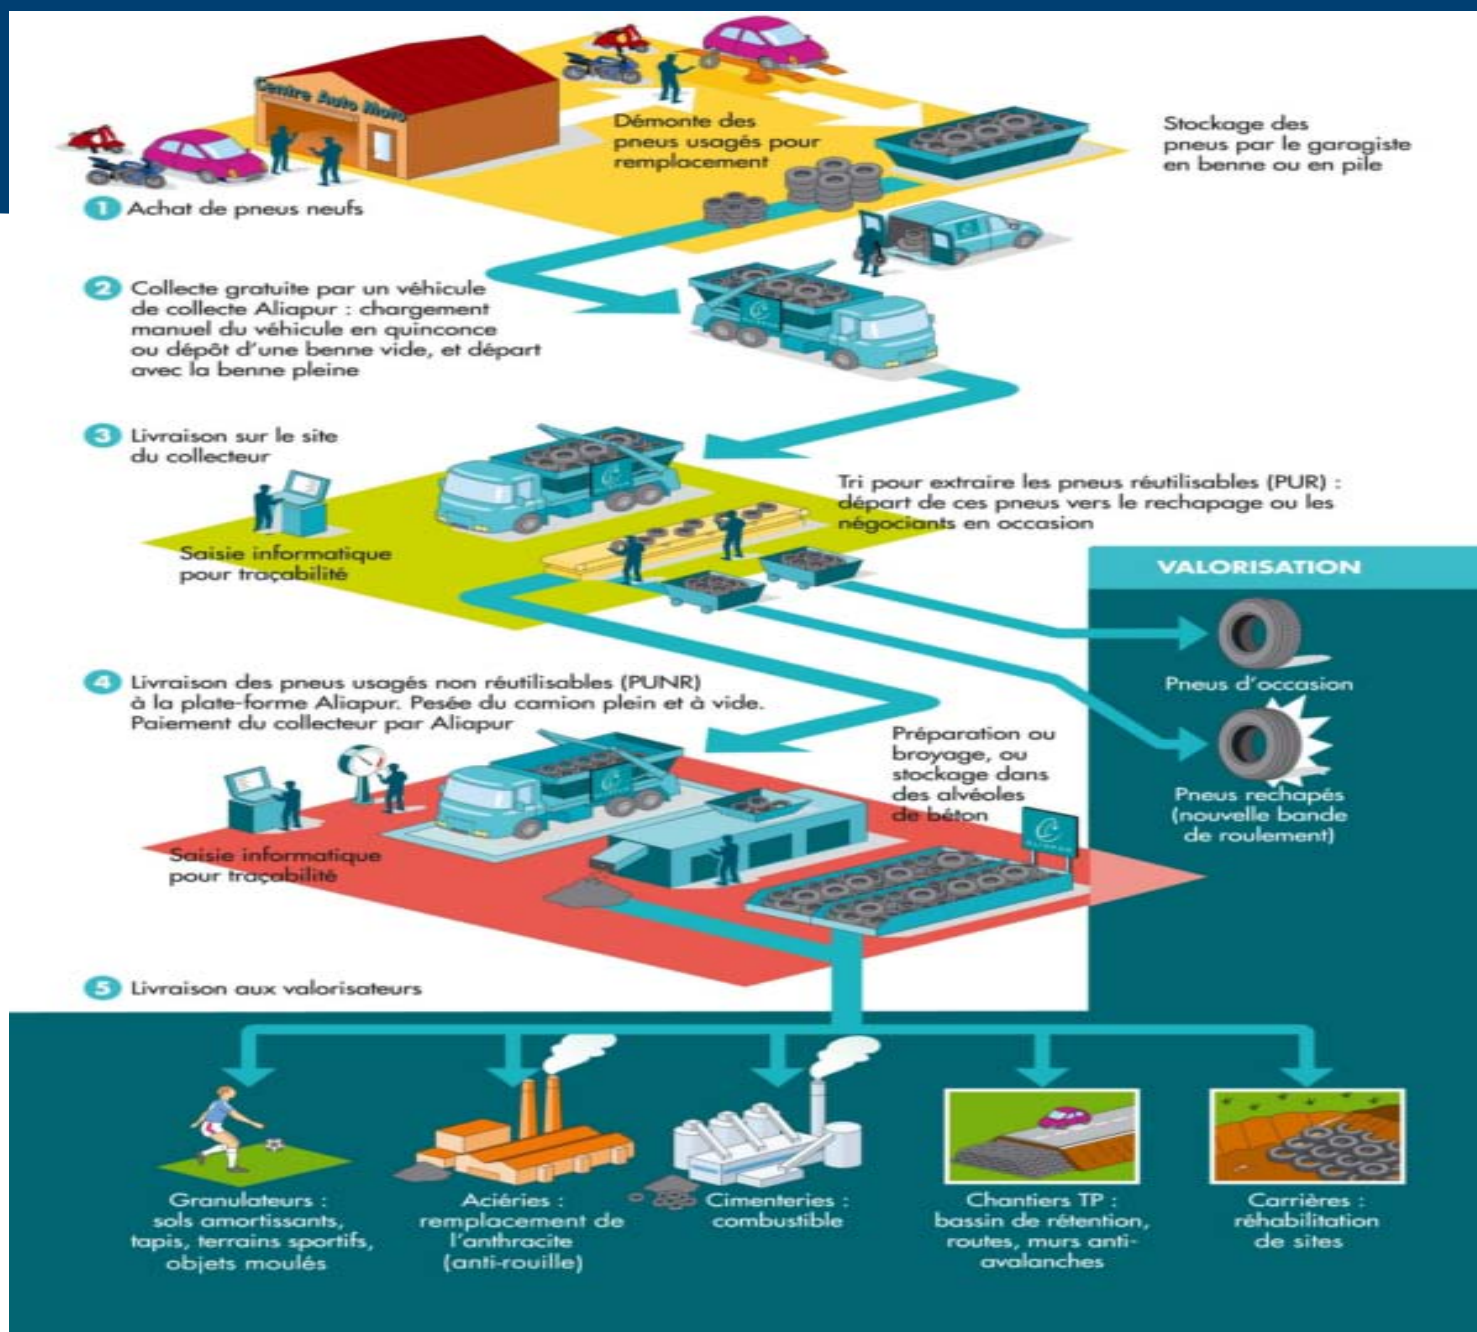 Centre Auto Moto
Démonte des
pneus usagés pour
remplacement
Stockage des
pneus par le garagiste
en benne ou en pile
1 Achat de pneus neufs
2 Collecte gratuite par un véhicule
de collecte Aliapur : chargement
manuel du véhicule en quinconce
ou dépôt d'une benne vide, et départ
avec la benne pleine
3 Livraison sur le site
du collecteur
Saisie informatique
pour traçabilité
Tri pour extraire les pneus réutilisables (PUR) :
départ de ces pneus vers le rechapage ou les
négociants en occasion
VALORISATION
Pneus d'occasion
Pneus rechapés
(nouvelle bande
de roulement)
4 Livraison des pneus usagés non réutilisables (PUNR)
à la plate-forme Aliapur. Pesée du camion plein et à vide.
Paiement du collecteur par Aliapur
Préparation ou
broyage, ou
stockage dans
des alvéoles
de béton
ALIAPUR
Saisie informatique
pour traçabilité
5 Livraison aux valorisateurs
Granulateurs :
sols amortissants,
tapis, terrains sportifs,
objets moulés
Aciéries :
remplacement de
l'anthracite
(anti-rouille)
Cimenteries :
combustible
Chantiers TP :
bassin de rétention,
routes, murs anti-
avalanches
Carrières :
réhabilitation
de sites